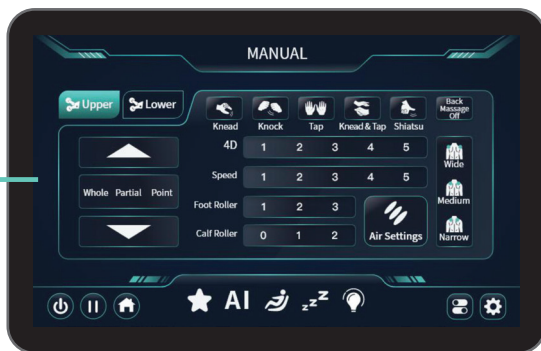 MANUAL
Upper
Lower
Knead
Knock
Tap
Knead & Tap
Shiatsu
Back
Massage
Off
4D 1 2 3 4 5
Speed 1 2 3 4 5
Foot Roller 1 2 3
Calf Roller 0 1 2
Whole Partial Point
Air Settings
Wide
Medium
Narrow
AI
zzZ